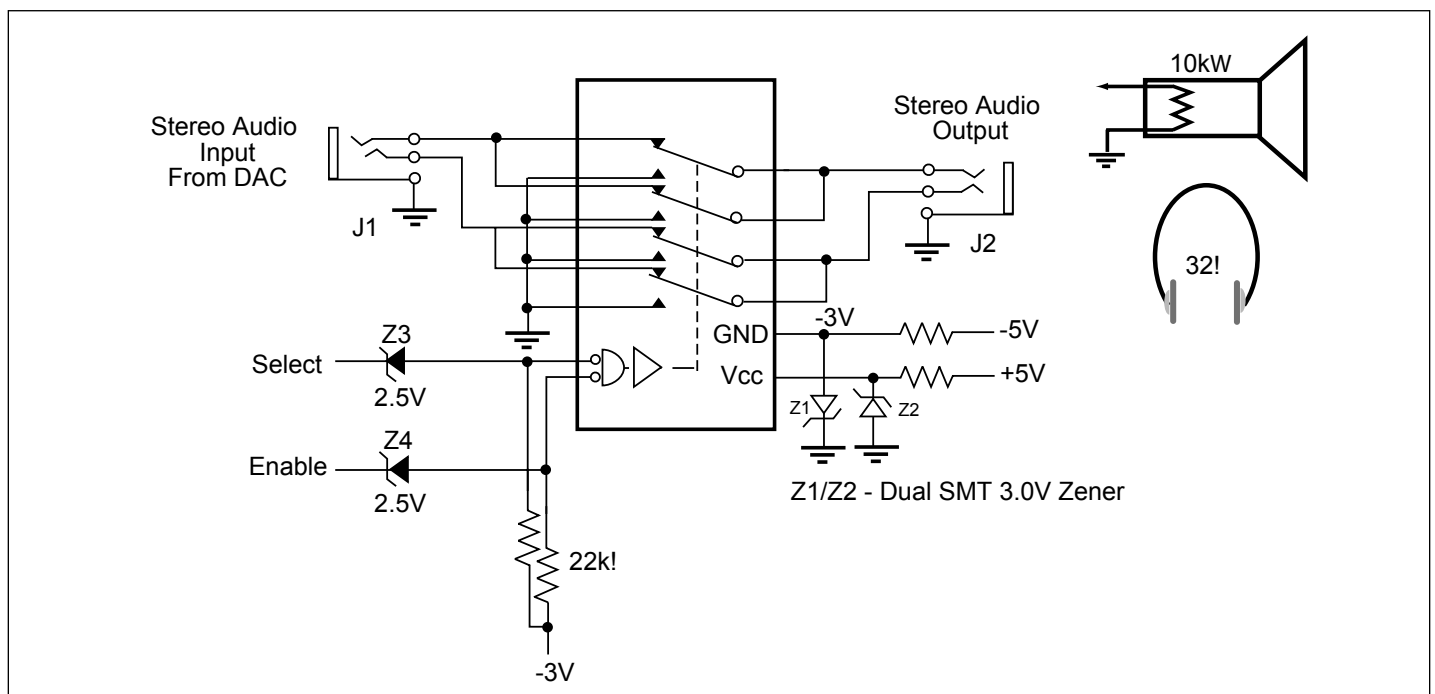 Stereo Audio
Input
From DAC
J1
Stereo Audio
Output
J2
10kW
32!
GND
-3V
-5V
Vcc
+5V
Z1
Z2
Z1/Z2 - Dual SMT 3.0V Zener
Select
Z3
2.5V
Enable
Z4
2.5V
22k!
-3V